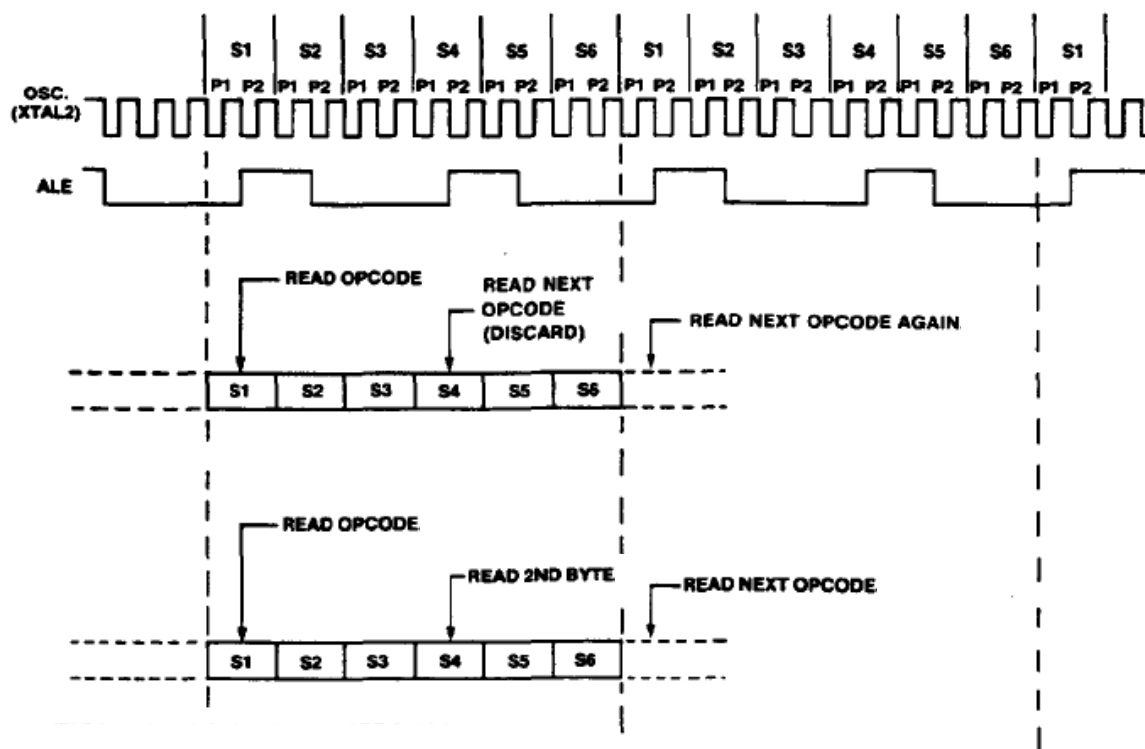 S1 S2 S3 S4 S5 S6 S1 S2 S3 S4 S5 S6 S1
P1 P2 P1 P2 P1 P2 P1 P2 P1 P2 P1 P2 P1 P2 P1 P2 P1 P2 P1 P2 P1 P2 P1 P2 P1 P2
OSC.
(XTAL2)
ALE
READ OPCODE
READ NEXT
OPCODE
(DISCARD)
READ NEXT OPCODE AGAIN.
S1 S2 S3 S4 S5 S6
READ OPCODE
READ 2ND BYTE
READ NEXT OPCODE.
S1 S2 S3 S4 S5 S6